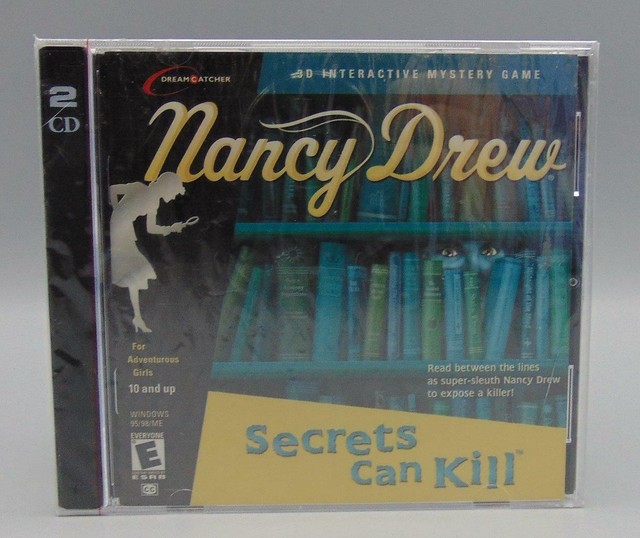 2
CD
DREAMCATCHER
3D INTERACTIVE MYSTERY GAME
Nancy Drew
For
Adventurous
Girls
10 and up
Read between the lines
as super-sleuth Nancy Drew
to expose a killer!
WINDOWS
95/98/ME
EVERYONE
E
ESRB
Secrets
Can Kill™